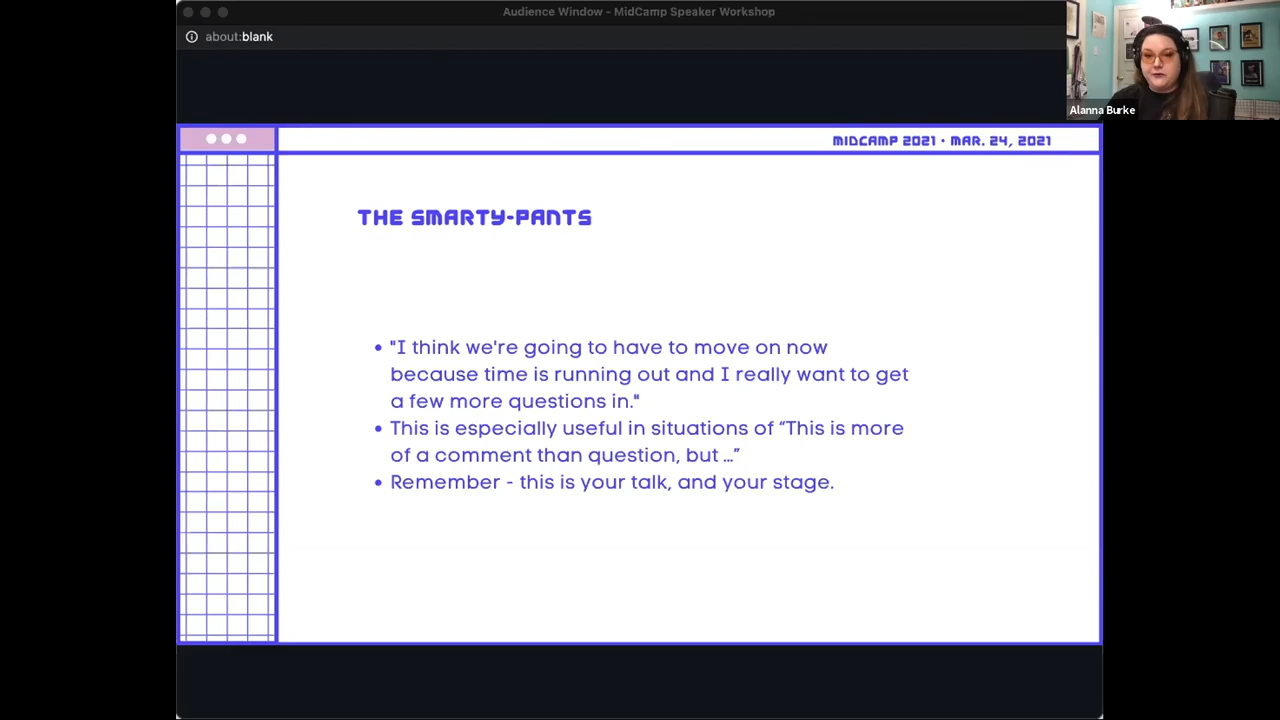 Audience Window - MidCamp Speaker Workshop
about:blank
Alanna Burke
MIDCAMP 2021 • MAR. 24, 2021
THE SMARTY-PANTS
• "I think we're going to have to move on now
because time is running out and I really want to get
a few more questions in."
• This is especially useful in situations of “This is more
of a comment than question, but …”
• Remember - this is your talk, and your stage.